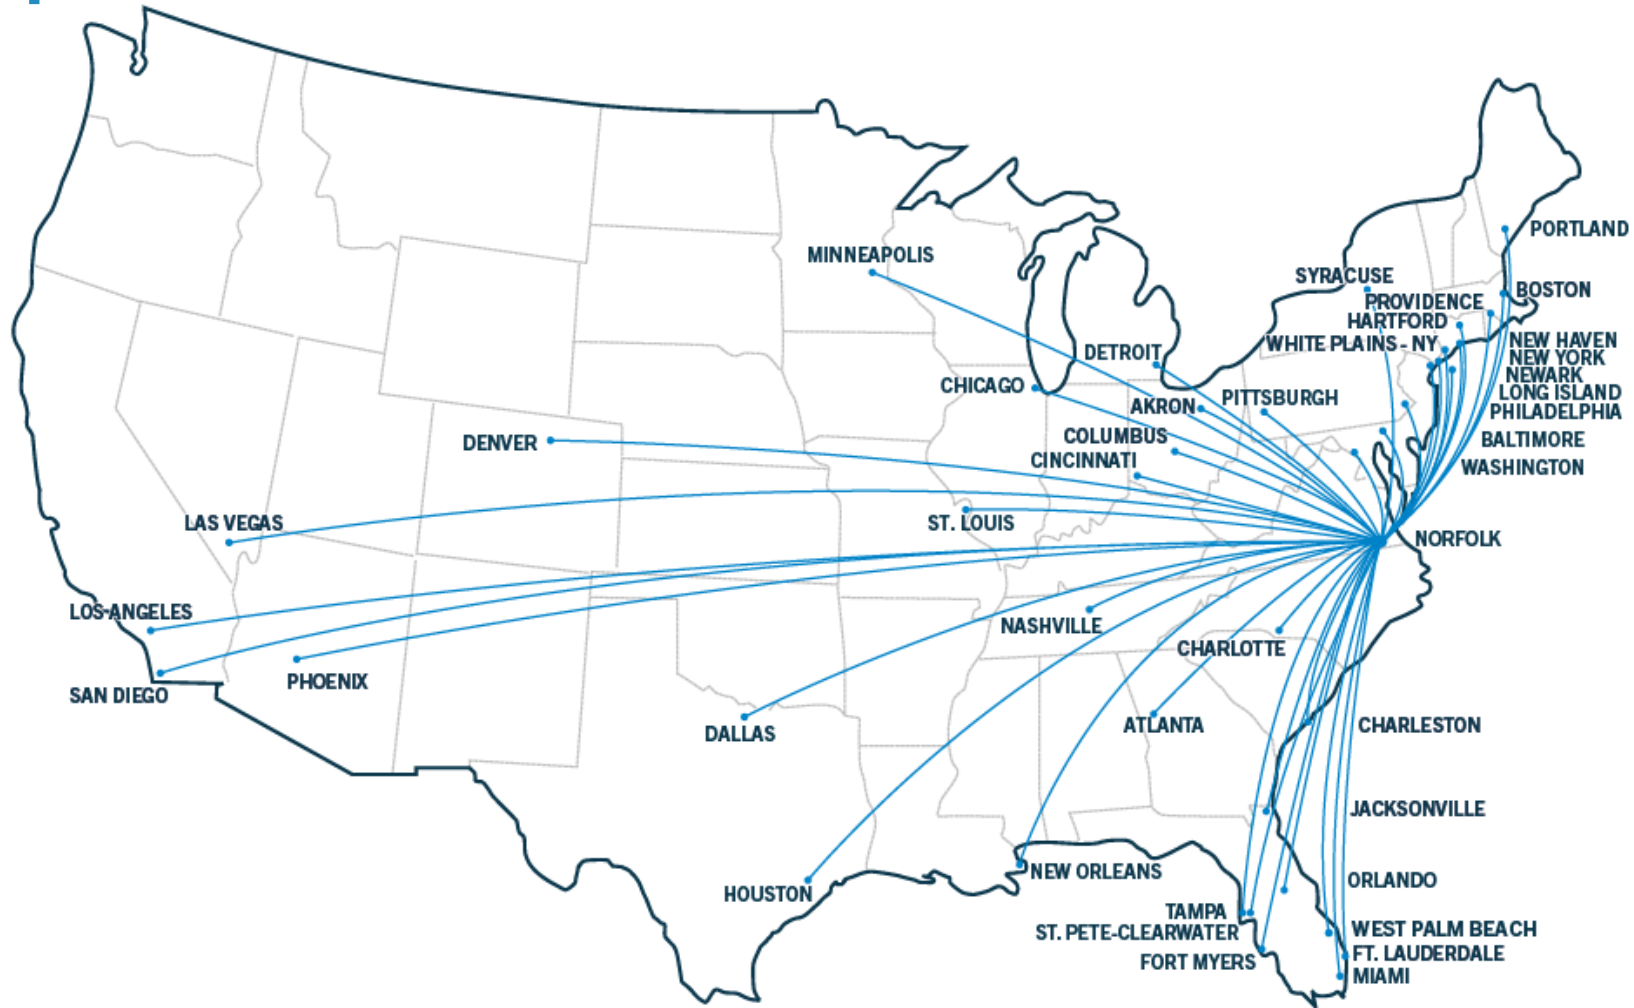 PORTLAND
MINNEAPOLIS
SYRACUSE
BOSTON
PROVIDENCE
HARTFORD
WHITE PLAINS - NY
NEW HAVEN
DETROIT
NEW YORK
NEWARK
CHICAGO
LONG ISLAND
PITTSBURGH
AKRON
PHILADELPHIA
COLUMBUS
BALTIMORE
DENVER
CINCINNATI
WASHINGTON
LAS VEGAS
ST. LOUIS
NORFOLK
LOS ANGELES
NASHVILLE
CHARLOTTE
PHOENIX
SAN DIEGO
ATLANTA
CHARLESTON
DALLAS
JACKSONVILLE
NEW ORLEANS
ORLANDO
HOUSTON
TAMPA
WEST PALM BEACH
ST. PETE-CLEARWATER
FT. LAUDERDALE
FORT MYERS
MIAMI